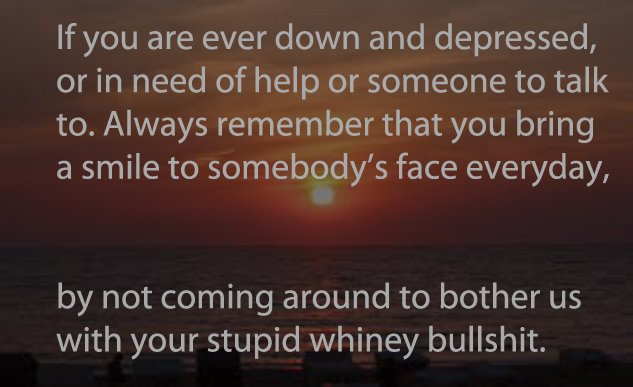 If you are ever down and depressed,
or in need of help or someone to talk
to. Always remember that you bring
a smile to somebody's face everyday,
by not coming around to bother us
with your stupid whiney bullshit.